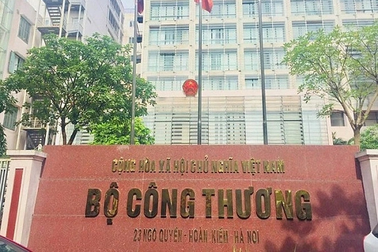 CỘNG HÒA XÃ HỘI CHỦ NGHĨA VIỆT NAM
BỘ CÔNG THƯƠNG
23 NGÔ QUYỀN - HOÀN KIẾM - HÀ NỘI